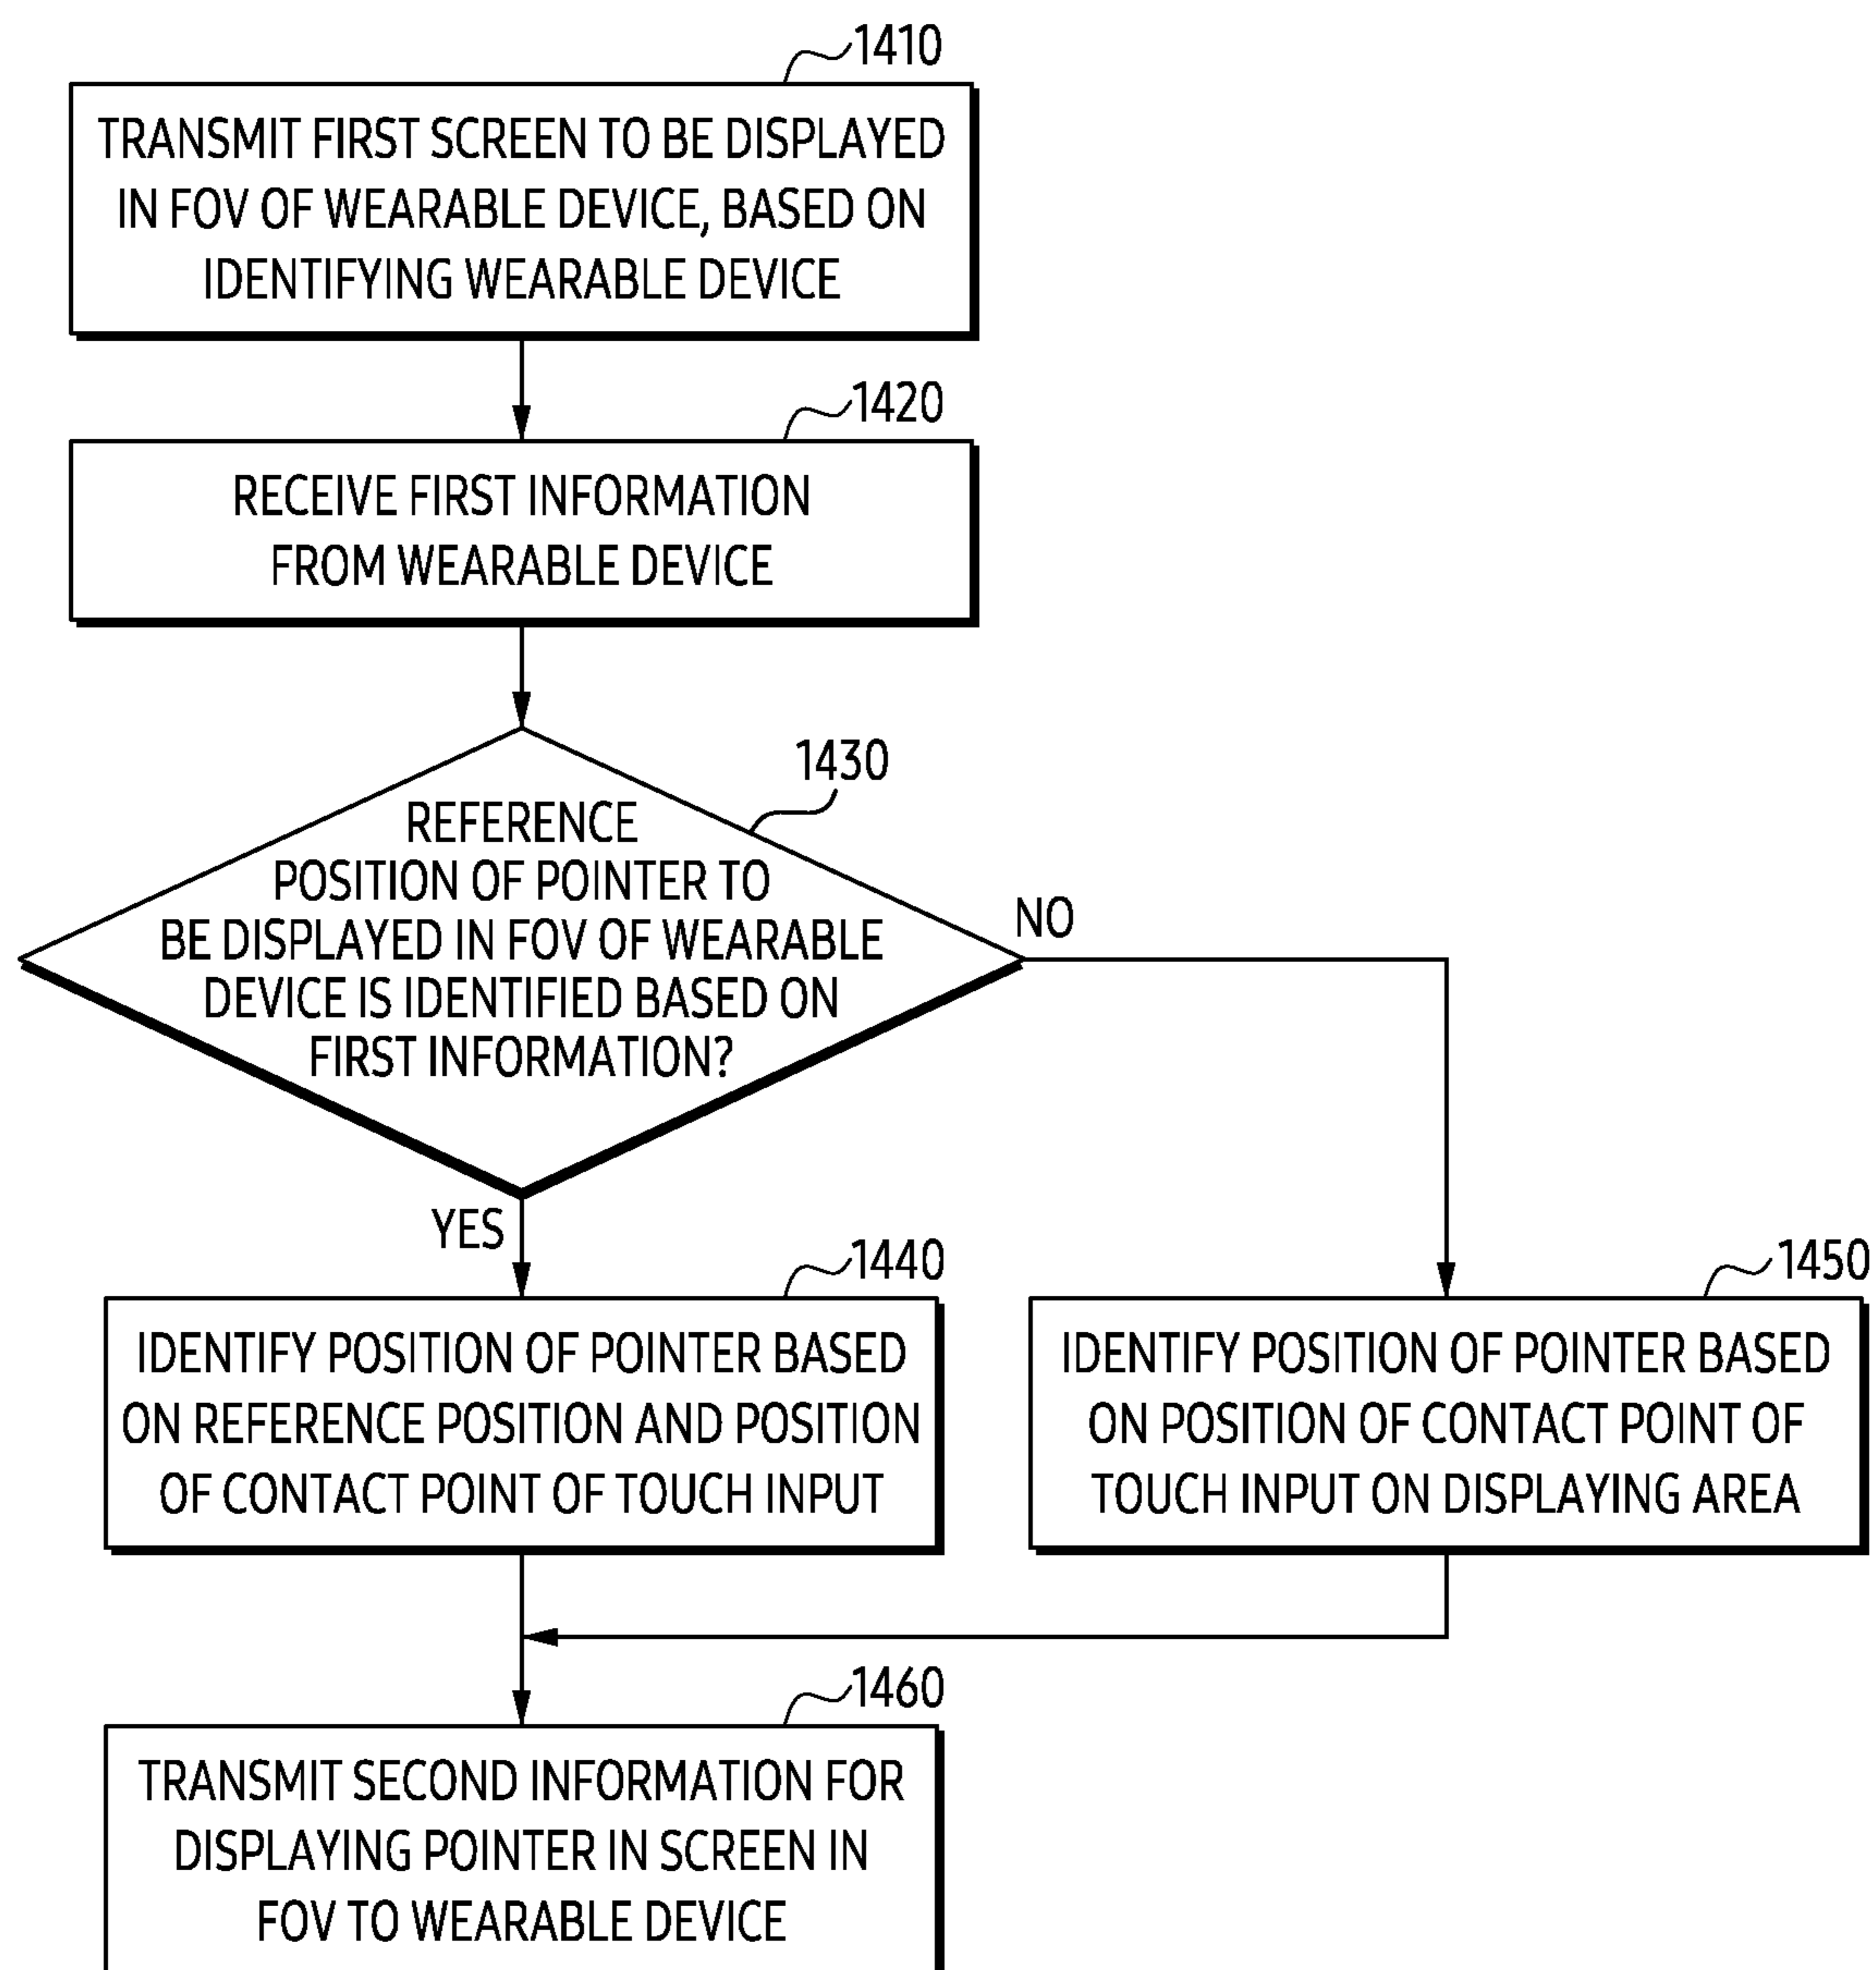 1410
TRANSMIT FIRST SCREEN TO BE DISPLAYED
IN FOV OF WEARABLE DEVICE, BASED ON
IDENTIFYING WEARABLE DEVICE
1420
RECEIVE FIRST INFORMATION
FROM WEARABLE DEVICE
1430
REFERENCE
POSITION OF POINTER TO
BE DISPLAYED IN FOV OF WEARABLE
DEVICE IS IDENTIFIED BASED ON
FIRST INFORMATION?
NO
YES
1440
IDENTIFY POSITION OF POINTER BASED
ON REFERENCE POSITION AND POSITION
OF CONTACT POINT OF TOUCH INPUT
1450
IDENTIFY POSITION OF POINTER BASED
ON POSITION OF CONTACT POINT OF
TOUCH INPUT ON DISPLAYING AREA
1460
TRANSMIT SECOND INFORMATION FOR
DISPLAYING POINTER IN SCREEN IN
FOV TO WEARABLE DEVICE